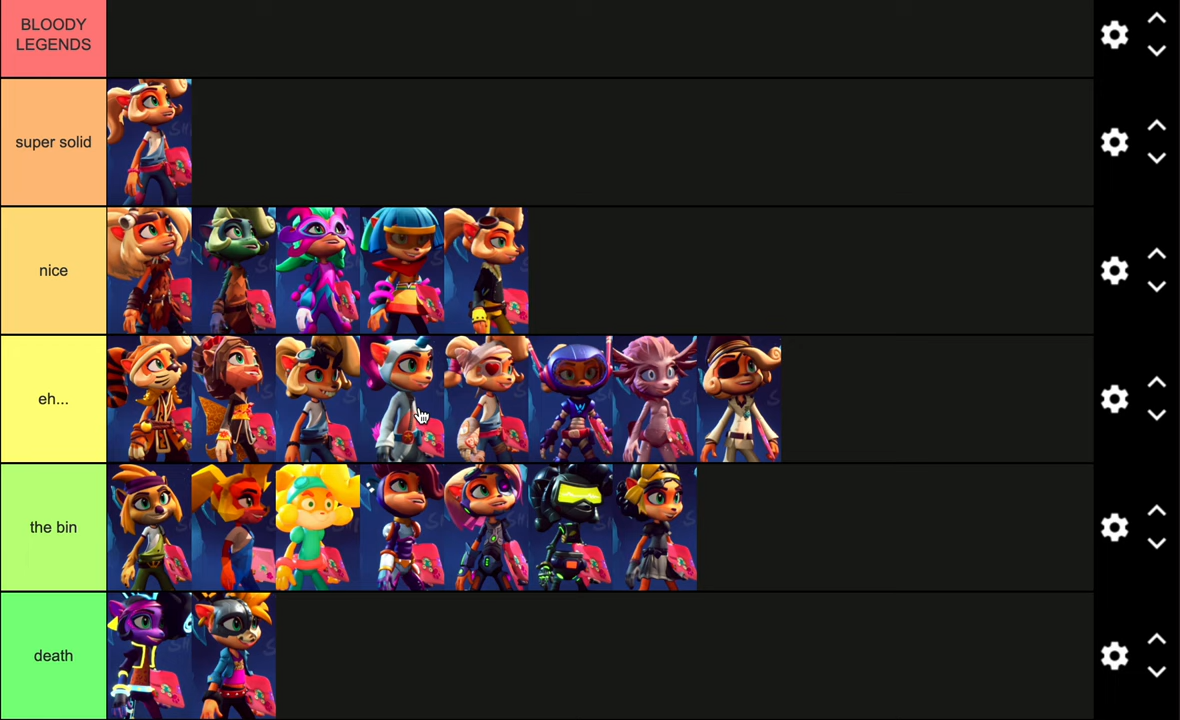 BLOODY
LEGENDS
super solid
nice
eh...
the bin
death